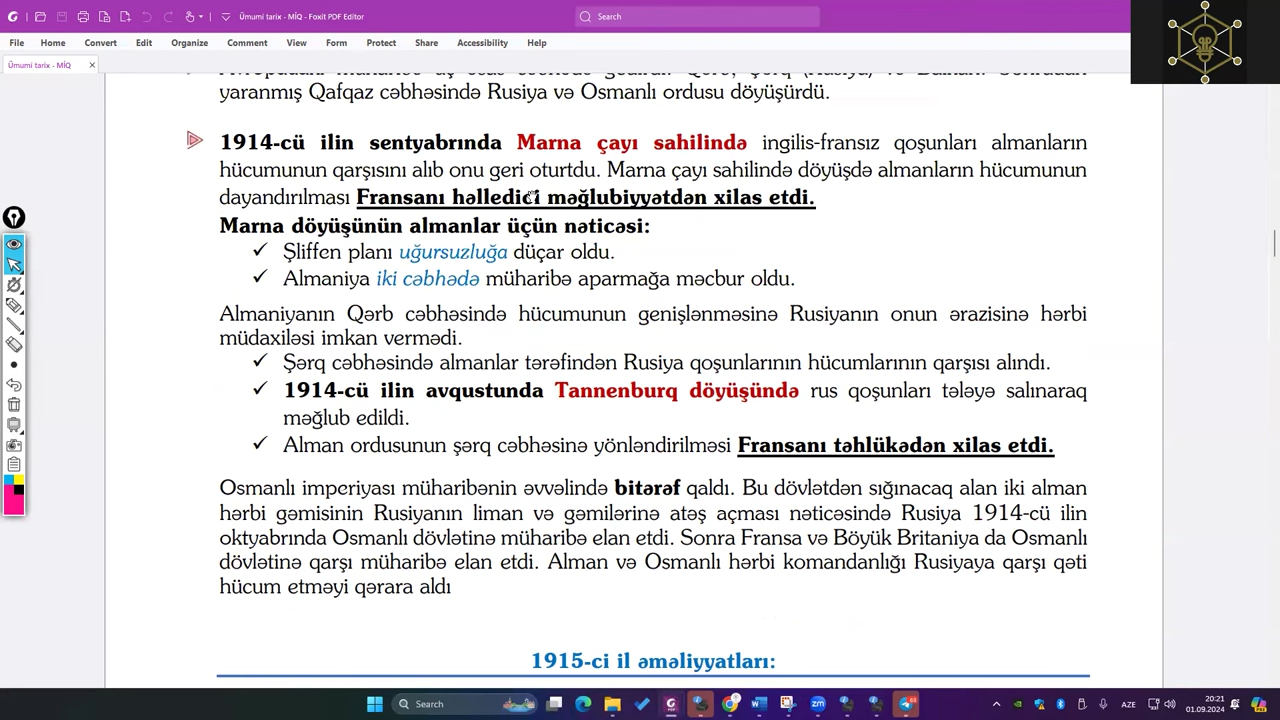 Ümumi tarix - MİQ - Foxit PDF Editor
Search
File Home Convert Edit Organize Comment View Form Protect Share Accessibility Help
Ümumi tarix - MİQ
yaranmış Qafqaz cəbhəsində Rusiya və Osmanlı ordusu döyüşürdü.
1914-cü ilin sentyabrında Marna çayı sahilində ingilis-fransız qoşunları almanların
hücumunun qarşısını alıb onu geri oturtdu. Marna çayı sahilində döyüşdə almanların hücumunun
dayandırılması Fransanı həlledici məğlubiyyətdən xilas etdi.
Marna döyüşünün almanlar üçün nəticəsi:
✓ Şliffen planı uğursuzluğa düçar oldu.
✓ Almaniya iki cəbhədə müharibə aparmağa məcbur oldu.
Almaniyanın Qərb cəbhəsində hücumunun genişlənməsinə Rusiyanın onun ərazisinə hərbi
müdaxiləsi imkan vermədi.
✓ Şərq cəbhəsində almanlar tərəfindən Rusiya qoşunlarının hücumlarının qarşısı alındı.
✓ 1914-cü ilin avqustunda Tannenburq döyüşündə rus qoşunları tələyə salınaraq
məğlub edildi.
✓ Alman ordusunun şərq cəbhəsinə yönləndirilməsi Fransanı təhlükədən xilas etdi.
Osmanlı imperiyası müharibənin əvvəlində bitərəf qaldı. Bu dövlətdən sığınacaq alan iki alman
hərbi gəmisinin Rusiyanın liman və gəmilərinə atəş açması nəticəsində Rusiya 1914-cü ilin
oktyabrında Osmanlı dövlətinə müharibə elan etdi. Sonra Fransa və Böyük Britaniya da Osmanlı
dövlətinə qarşı müharibə elan etdi. Alman və Osmanlı hərbi komandanlığı Rusiyaya qarşı qəti
hücum etməyi qərara aldı
1915-ci il əməliyyatları:
Search
AZE
20:21
01.09.2024